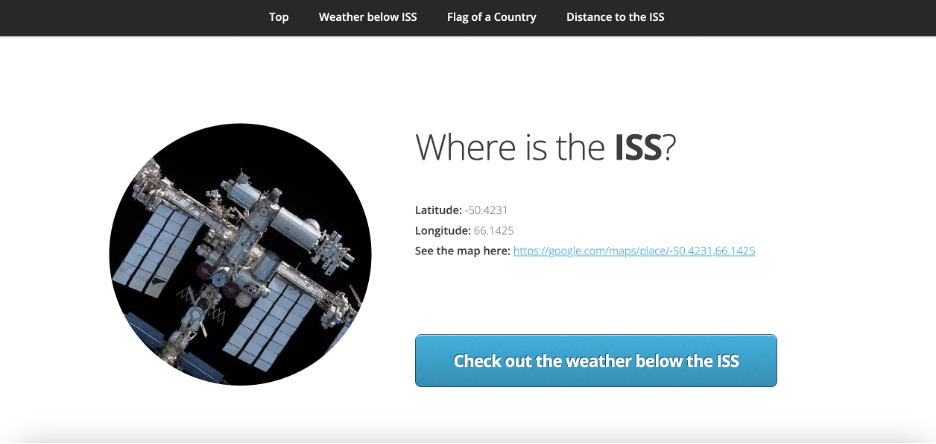 Top Weather below ISS Flag of a Country Distance to the ISS
Where is the ISS?
Latitude: -50.4231
Longitude: 66.1425
See the map here: https://google.com/maps/place/-50.4231,66.1425
Check out the weather below the ISS